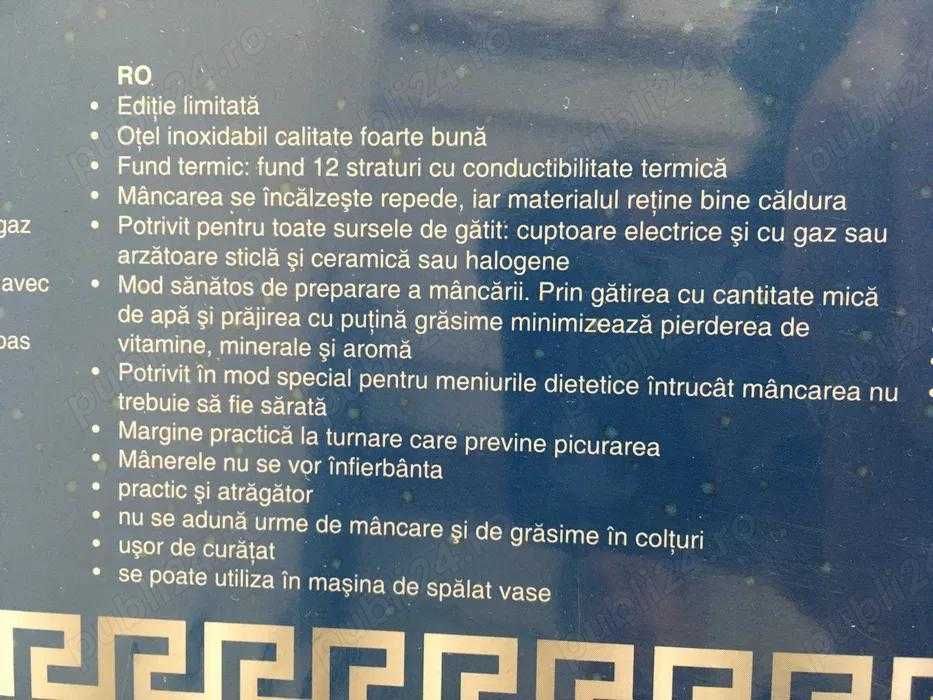 RO
• Ediție limitată
• Oțel inoxidabil calitate foarte bună
• Fund termic: fund 12 straturi cu conductibilitate termică
• Mâncarea se încălzește repede, iar materialul reține bine căldura
• Potrivit pentru toate sursele de gătit: cuptoare electrice și cu gaz sau
arzătoare sticlă și ceramică sau halogene
• Mod sănătos de preparare a mâncării. Prin gătirea cu cantitate mică
de apă și prăjirea cu puțină grăsime minimizează pierderea de
vitamine, minerale și aromă
• Potrivit în mod special pentru meniurile dietetice întrucât mâncarea nu
trebuie să fie sărată
• Margine practică la turnare care previne picurarea
• Mânerele nu se vor înfierbânta
• practic și atrăgător
• nu se adună urme de mâncare și de grăsime în colțuri
• ușor de curățat
• se poate utiliza în mașina de spălat vase
gaz
avec
pas
publi24.ro